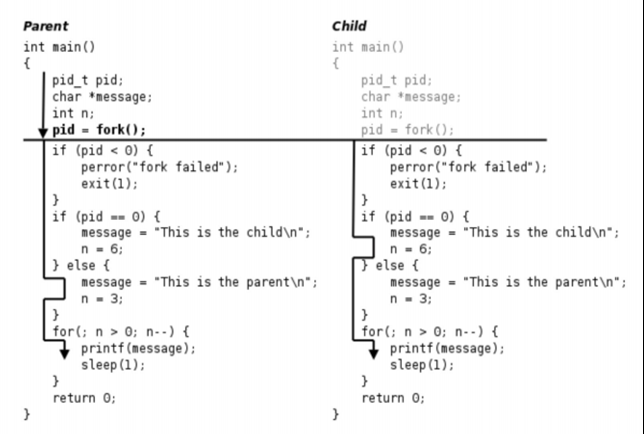 Parent
int main()
{
pid_t pid;
char *message;
int n;
pid = fork();
if (pid < 0) {
perror("fork failed");
exit(1);
}
if (pid == 0) {
message = "This is the child\n";
n = 6;
} else {
message = "This is the parent\n";
n = 3;
}
for(; n > 0; n--) {
printf(message);
sleep(1);
}
return 0;
}
Child
int main()
{
pid_t pid;
char *message;
int n;
pid = fork();
if (pid < 0) {
perror("fork failed");
exit(1);
}
if (pid == 0) {
message = "This is the child\n";
n = 6;
} else {
message = "This is the parent\n";
n = 3;
}
for(; n > 0; n--) {
printf(message);
sleep(1);
}
return 0;
}